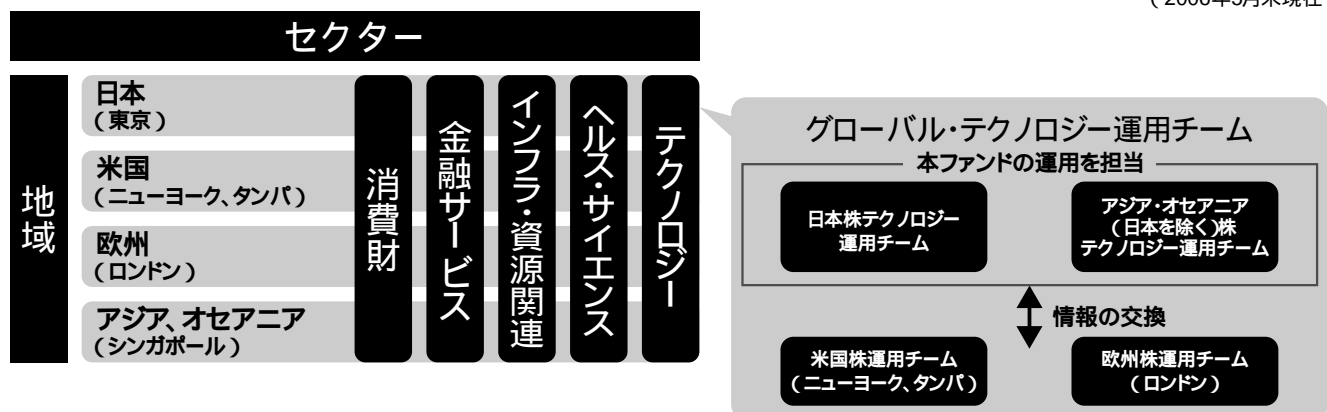 セクター
地域
日本
（東京）
米国
（ニューヨーク、タンパ）
欧州
（ロンドン）
アジア、オセアニア
（シンガポール）
消費財
金融サービス
インフラ・資源関連
ヘルス・サイエンス
テクノロジー
グローバル・テクノロジー運用チーム
本ファンドの運用を担当
日本株テクノロジー
運用チーム
アジア・オセアニア
（日本を除く）株
テクノロジー運用チーム
情報の交換
米国株運用チーム
（ニューヨーク、タンパ）
欧州株運用チーム
（ロンドン）